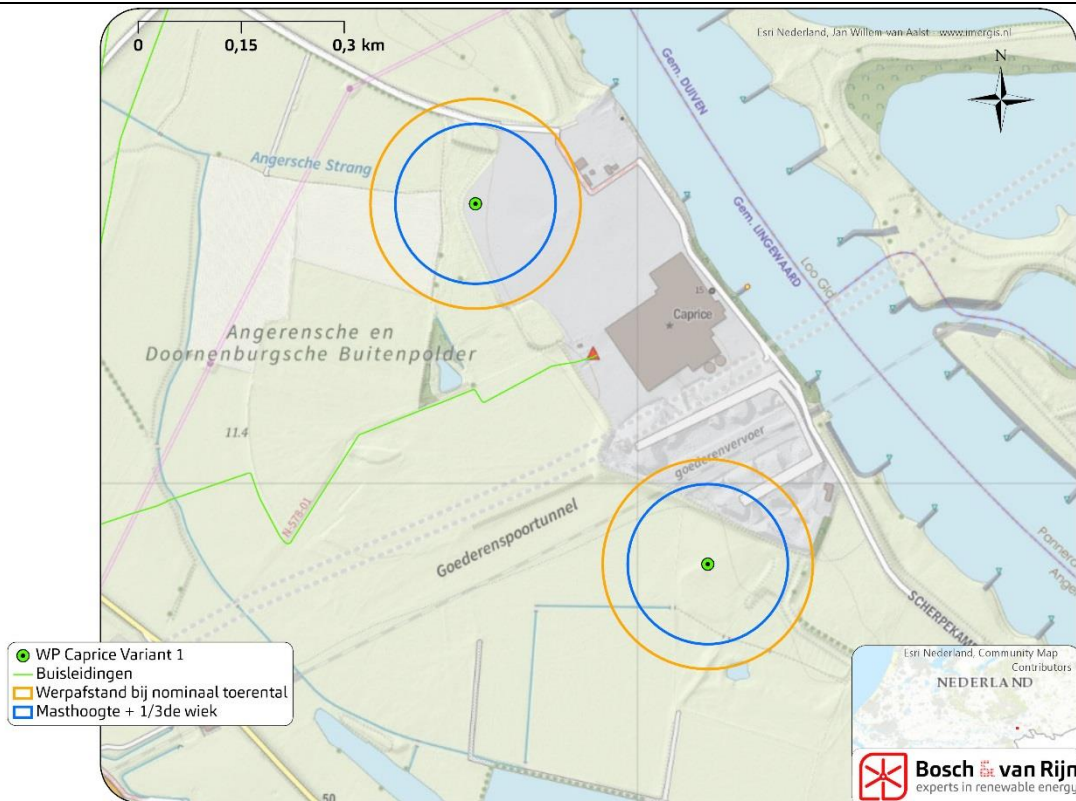 0
0,15
0,3 km
Esri Nederland, Jan Willem van Aalst - www.imergis.nl
N
Gem. DUIVEN
Gem. LINGEWAARD
Angersche Strang
15
Caprice
Angerensche en
Doornenburgsche Buitenpolder
11.4
goederenvervoer
N-578-01
Goederenspoortunnel
WP Caprice Variant 1
Buisleidingen
Werpafstand bij nominaal toerental
Masthoogte + 1/3de wiek
50
Esri Nederland, Community Map
Contributors
NEDERLAND
Bosch & van Rijn
experts in renewable energy